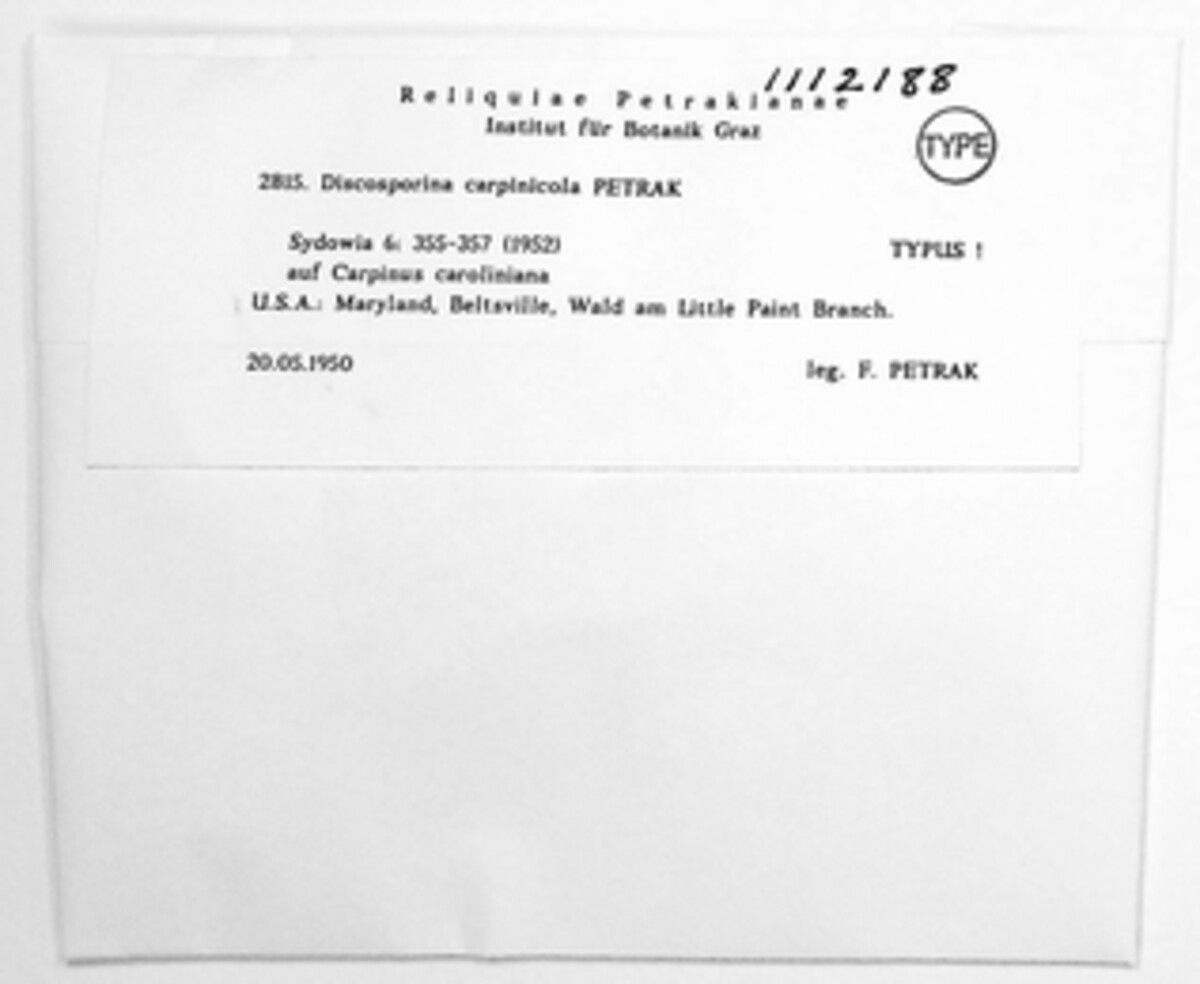 1112188
Reliquiae Petrakianae
Institut für Botanik Graz
TYPE
2815. Discosporina carpinicola PETRAK
Sydowia 6: 355-357 (1952)
TYPUS !
auf Carpinus caroliniana
U.S.A.: Maryland, Beltsville, Wald am Little Paint Branch.
20.05.1950
leg. F. PETRAK